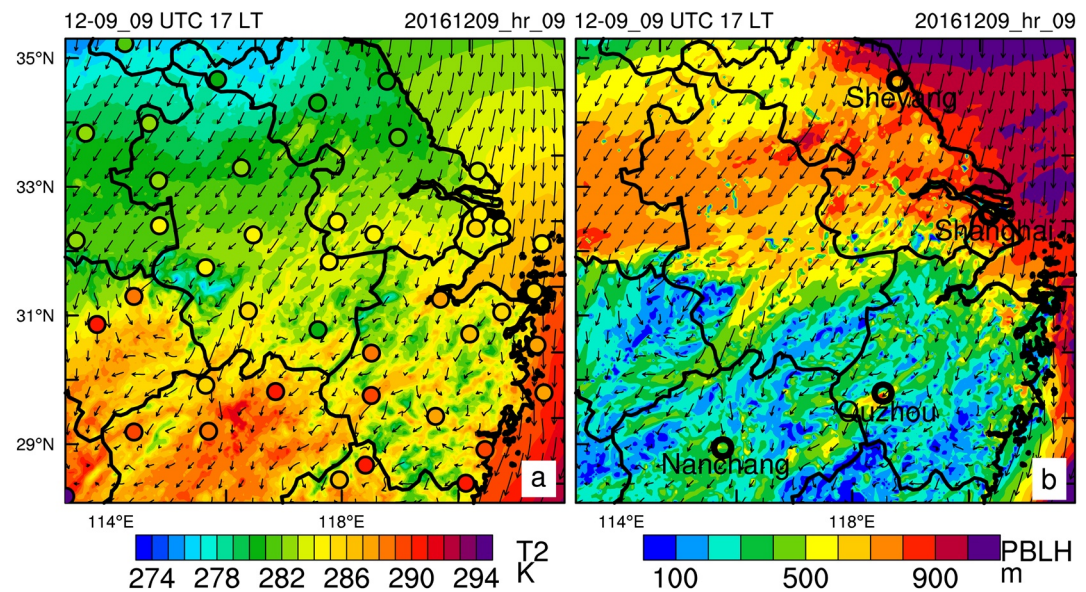 12-09_09 UTC 17 LT 20161209_hr_09 12-09_09 UTC 17 LT 20161209_hr_09
35°N
Sheyang
33°N
Shanghai
31°N
Quzhou
29°N
Nanchang
a b
114°E 118°E 114°E 118°E
T2 PBLH
K m
274 278 282 286 290 294 100 500 900